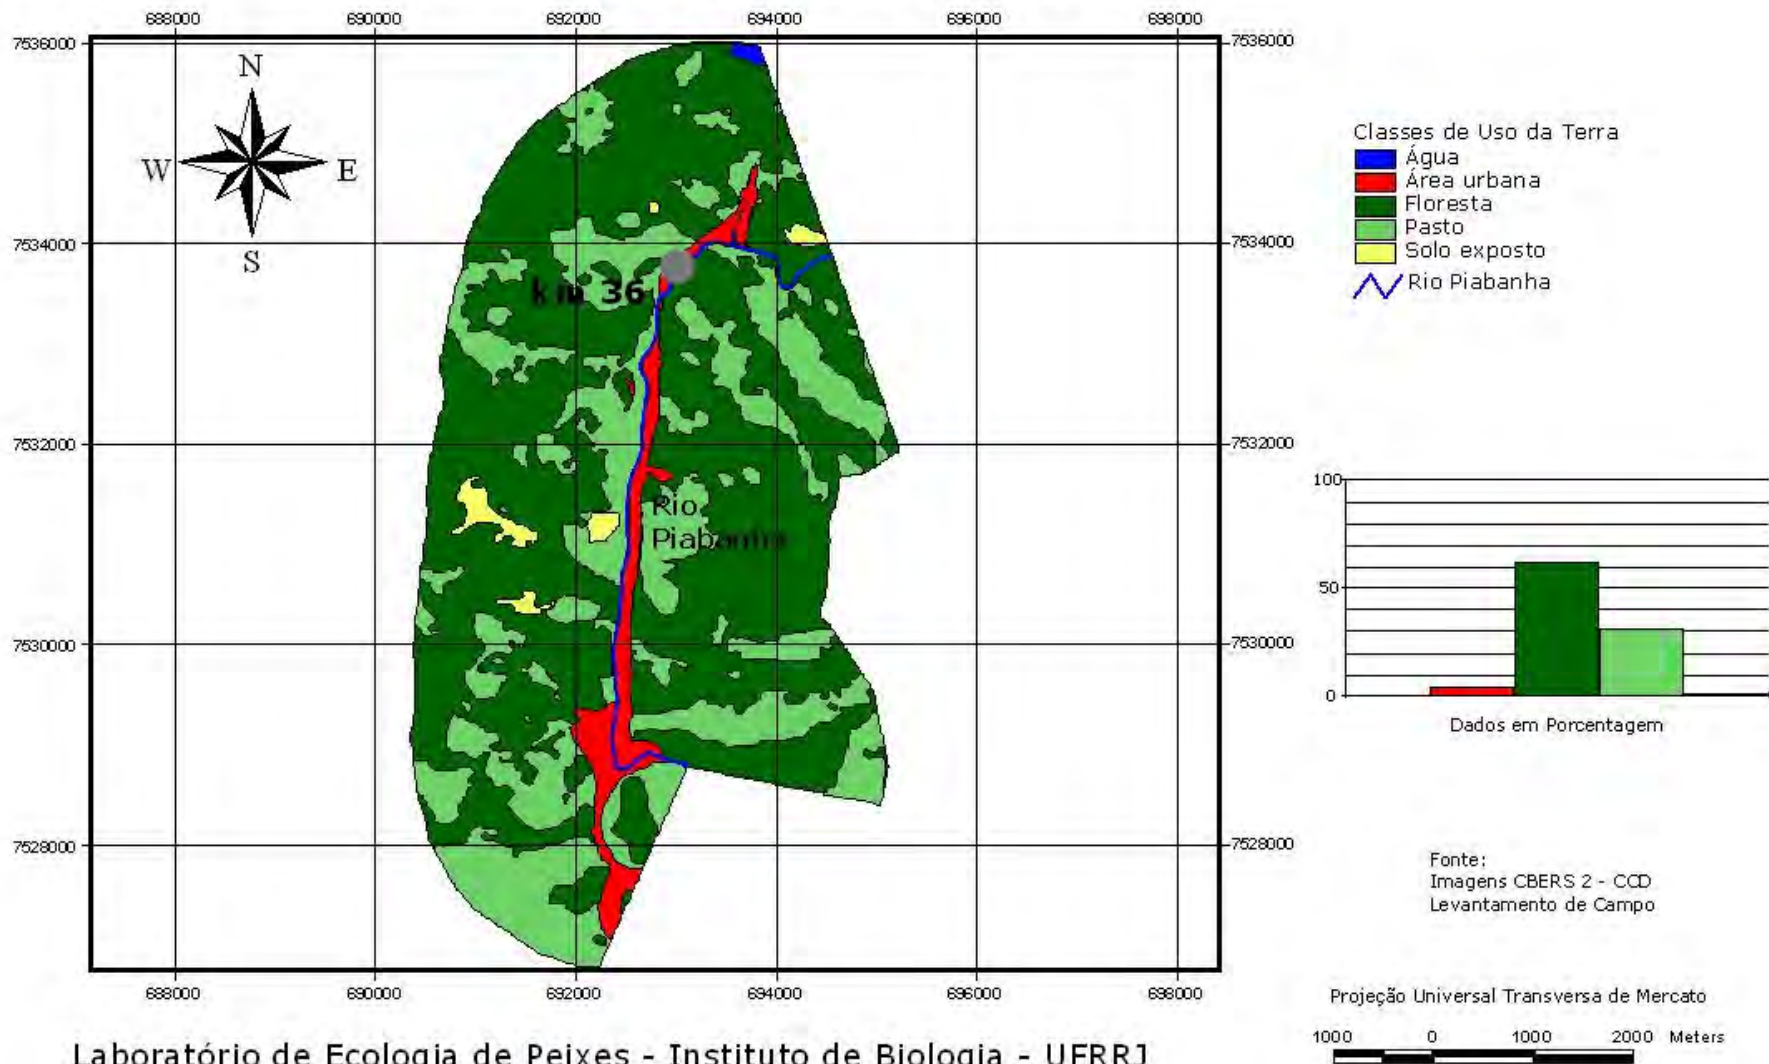 688000 690000 692000 694000 696000 698000
7536000 7536000
N
W E
S
Classes de Uso da Terra
Água
Área urbana
Floresta
Pasto
Solo exposto
Rio Piabanha
7534000 7534000
km 36
7532000 7532000
Rio
Piabanha
100
50
0
Dados em Porcentagem
7530000 7530000
7528000 7528000
Fonte:
Imagens CBERS 2 - CCD
Levantamento de Campo
688000 690000 692000 694000 696000 698000
Projeção Universal Transversa de Mercato
1000 0 1000 2000 Meters
Laboratório de Ecologia de Peixes - Instituto de Biologia - UFRRJ